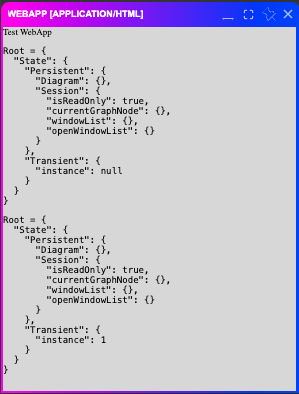 WEBAPP [APPLICATION/HTML]
Test WebApp
Root = {
  "State": {
    "Persistent": {
      "Diagram": {},
      "Session": {
        "isReadOnly": true,
        "currentGraphNode": {},
        "windowList": {},
        "openWindowList": {}
      }
    },
    "Transient": {
      "instance": null
    }
  }
}
Root = {
  "State": {
    "Persistent": {
      "Diagram": {},
      "Session": {
        "isReadOnly": true,
        "currentGraphNode": {},
        "windowList": {},
        "openWindowList": {}
      }
    },
    "Transient": {
      "instance": 1
    }
  }
}